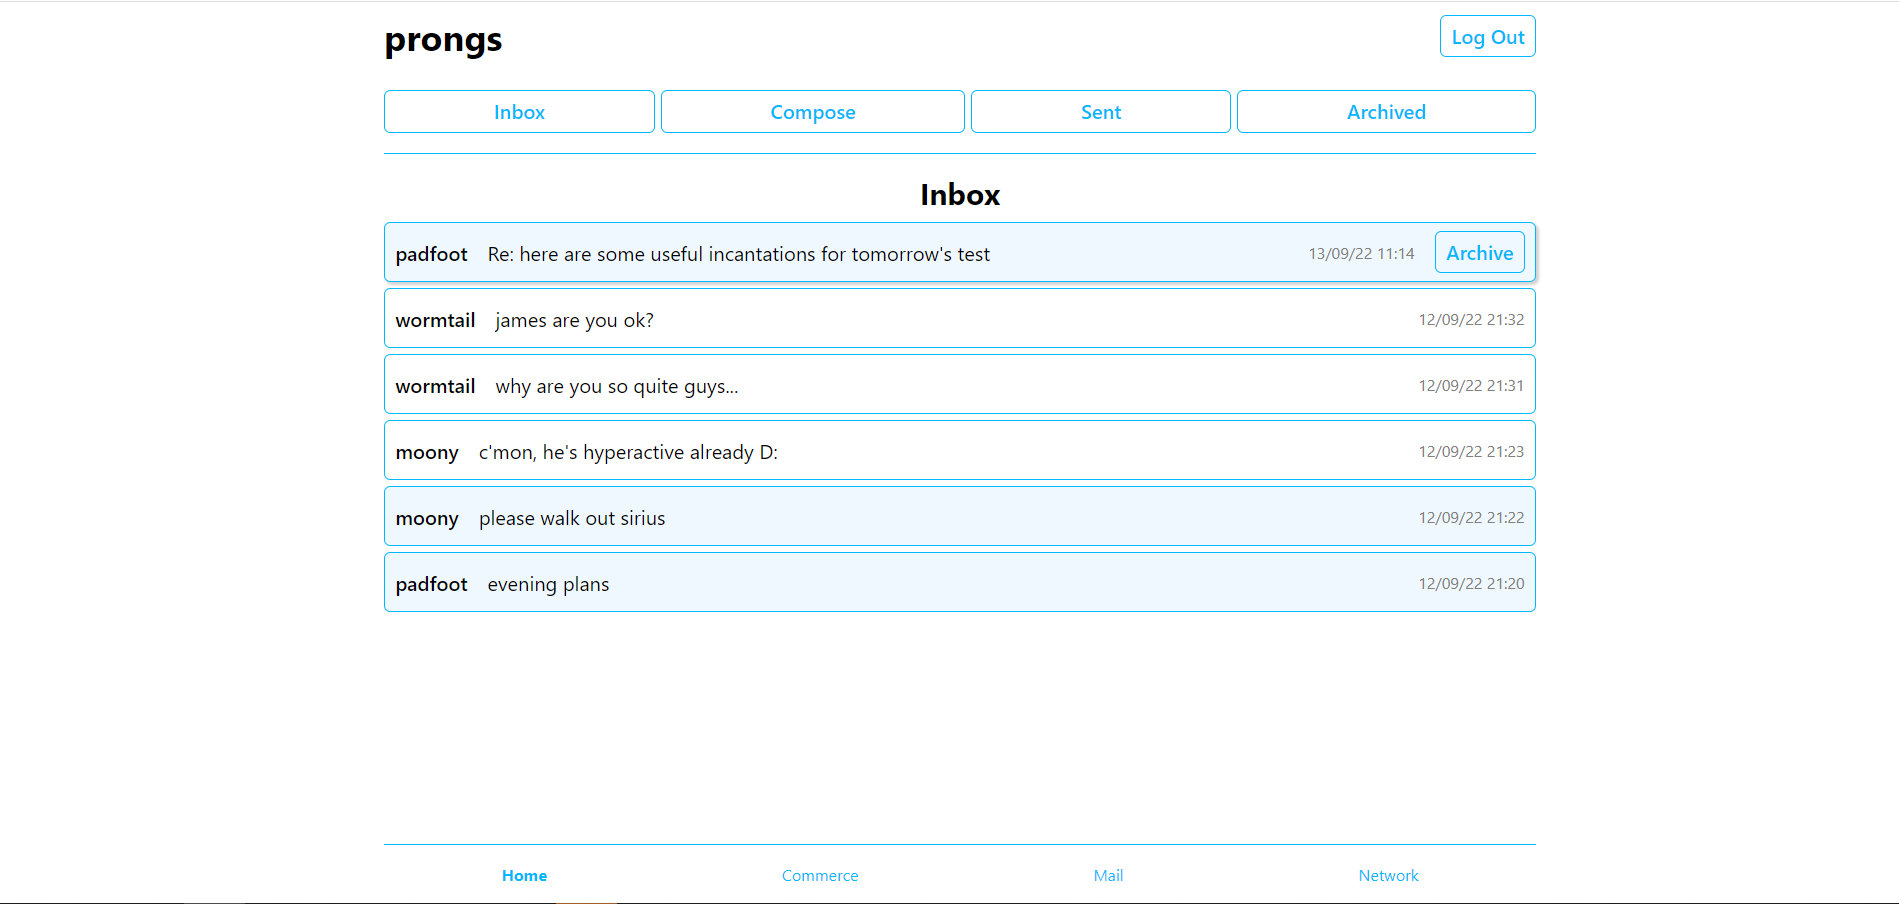 prongs
Log Out
Inbox Compose Sent Archived
Inbox
padfoot Re: here are some useful incantations for tomorrow's test 13/09/22 11:14 Archive
wormtail james are you ok? 12/09/22 21:32
wormtail why are you so quite guys... 12/09/22 21:31
moony c'mon, he's hyperactive already D: 12/09/22 21:23
moony please walk out sirius 12/09/22 21:22
padfoot evening plans 12/09/22 21:20
Home Commerce Mail Network